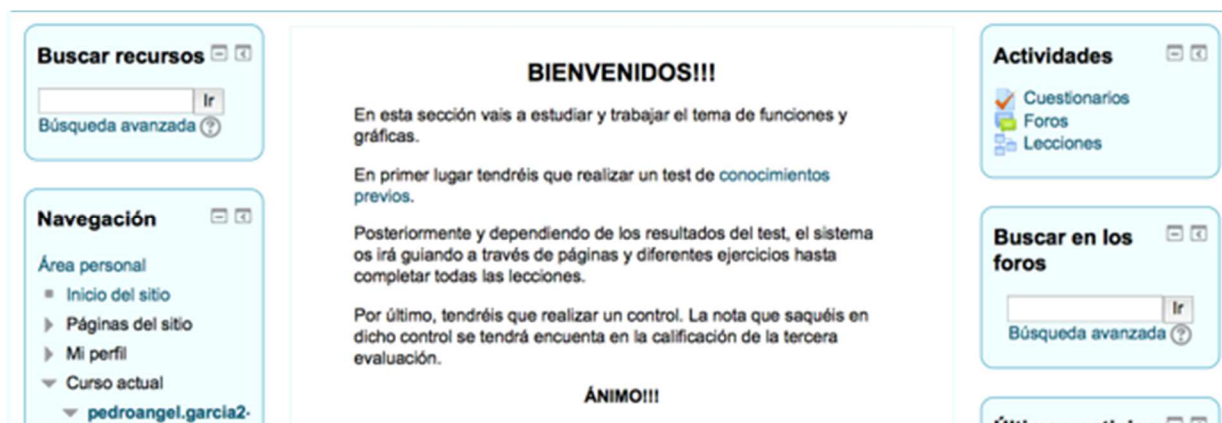 Buscar recursos
Ir
Búsqueda avanzada
Navegación
Área personal
Inicio del sitio
Páginas del sitio
Mi perfil
Curso actual
pedroangel.garcia2-
BIENVENIDOS!!!
En esta sección vais a estudiar y trabajar el tema de funciones y
gráficas.
En primer lugar tendréis que realizar un test de conocimientos
previos.
Posteriormente y dependiendo de los resultados del test, el sistema
os irá guiando a través de páginas y diferentes ejercicios hasta
completar todas las lecciones.
Por último, tendréis que realizar un control. La nota que saquéis en
dicho control se tendrá encuenta en la calificación de la tercera
evaluación.
ÁNIMO!!!
Actividades
Cuestionarios
Foros
Lecciones
Buscar en los
foros
Ir
Búsqueda avanzada